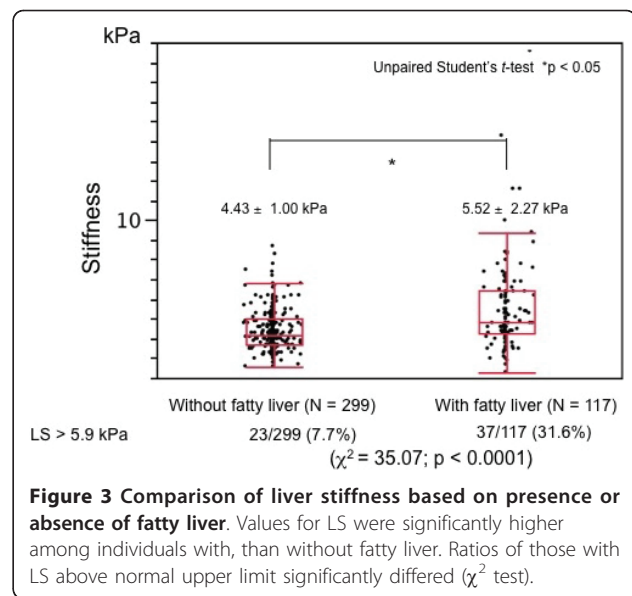 kPa
Unpaired Student's t-test *p < 0.05
*
4.43 ± 1.00 kPa 5.52 ± 2.27 kPa
10
Stiffness
Without fatty liver (N = 299) With fatty liver (N = 117)
LS > 5.9 kPa 23/299 (7.7%) 37/117 (31.6%)
(χ² = 35.07; p < 0.0001)
Figure 3 Comparison of liver stiffness based on presence or
absence of fatty liver. Values for LS were significantly higher
among individuals with, than without fatty liver. Ratios of those with
LS above normal upper limit significantly differed (χ² test).